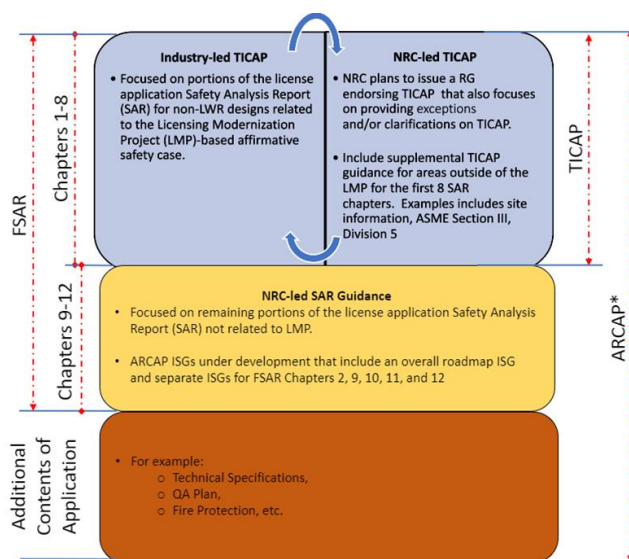 Industry-led TICAP
• Focused on portions of the license
application Safety Analysis Report
(SAR) for non-LWR designs related
to the Licensing Modernization
Project (LMP)-based affirmative
safety case.
NRC-led TICAP
• NRC plans to issue a RG
endorsing TICAP that also focuses
on providing exceptions
and/or clarifications on TICAP.
• Include supplemental TICAP
guidance for areas outside of the
LMP for the first 8 SAR
chapters. Examples includes site
information, ASME Section III,
Division 5
NRC-led SAR Guidance
• Focused on remaining portions of the license application Safety Analysis
Report (SAR) not related to LMP.
• ARCAP ISGs under development that include an overall roadmap ISG
and separate ISGs for FSAR Chapters 2, 9, 10, 11, and 12
• For example:
o Technical Specifications,
o QA Plan,
o Fire Protection, etc.
FSAR
Chapters 1-8
Chapters 9-12
Additional
Contents of
Application
TICAP
ARCAP*